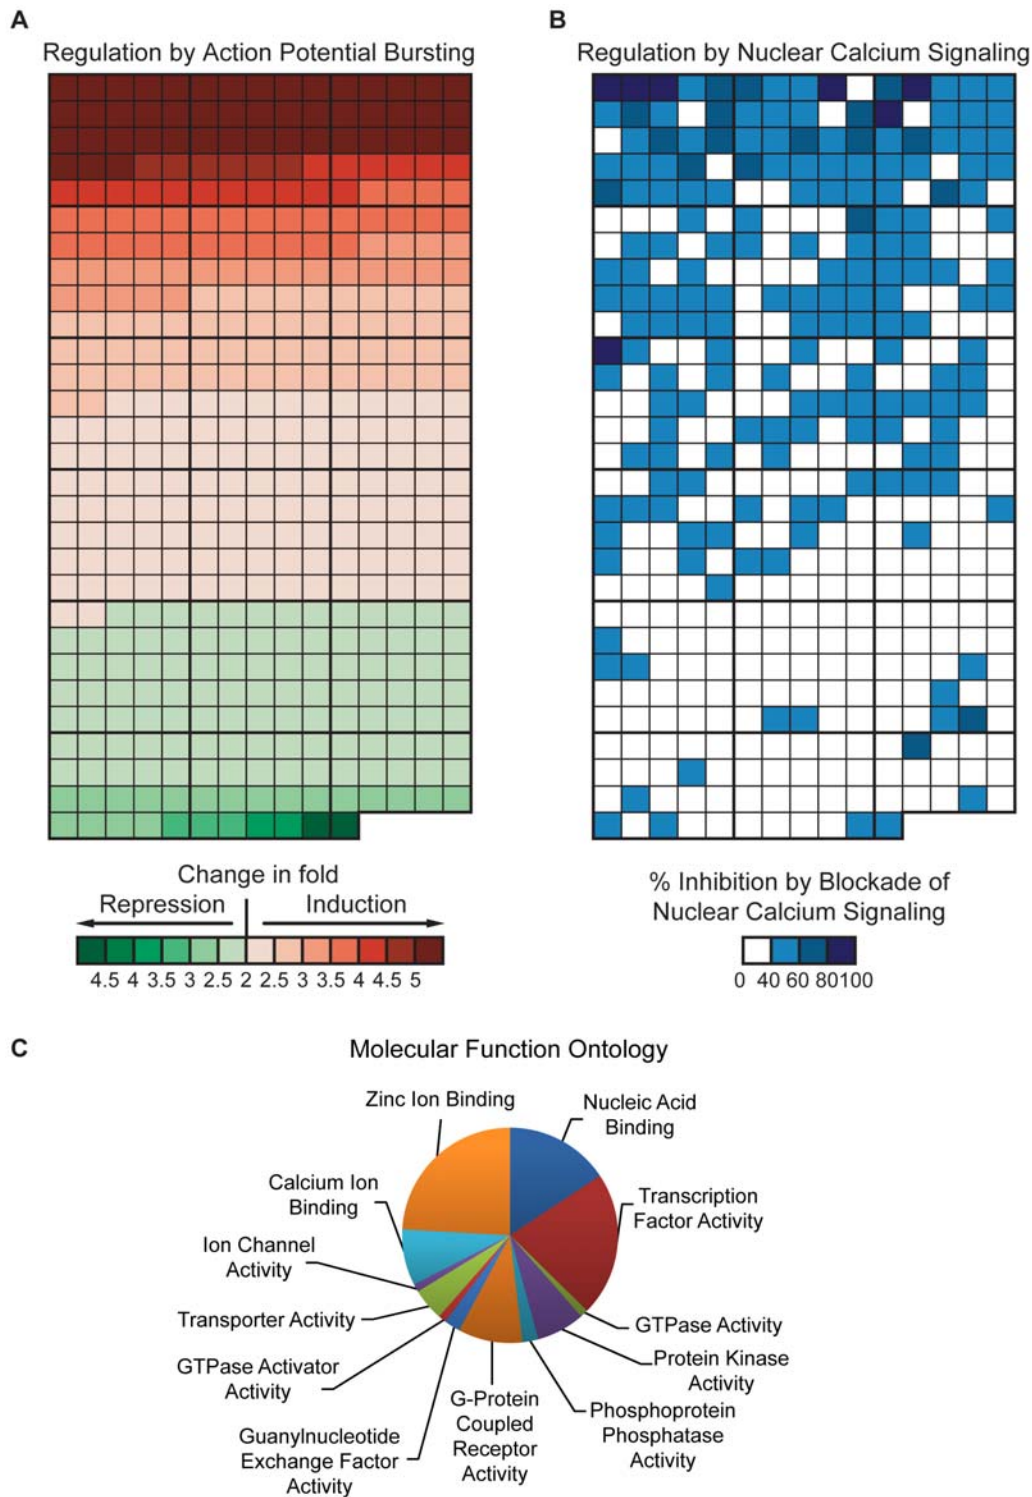 A
B
Regulation by Action Potential Bursting
Regulation by Nuclear Calcium Signaling
Change in fold
Repression
Induction
4.5 4 3.5 3 2.5 2 2.5 3 3.5 4 4.5 5
% Inhibition by Blockade of
Nuclear Calcium Signaling
0 40 60 80 100
C
Molecular Function Ontology
Zinc Ion Binding
Nucleic Acid
Binding
Calcium Ion
Binding
Transcription
Factor Activity
Ion Channel
Activity
Transporter Activity
GTPase Activity
GTPase Activator
Activity
Protein Kinase
Activity
Guanylnucleotide
Exchange Factor
Activity
G-Protein
Coupled
Receptor
Activity
Phosphoprotein
Phosphatase
Activity